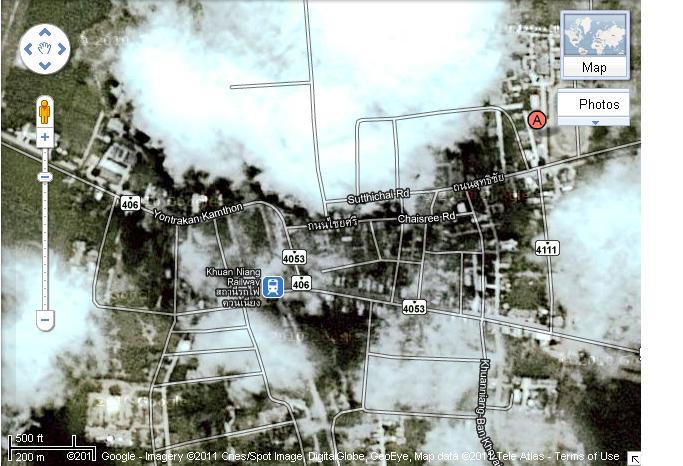 Map
Photos
A
Sutthichai Rd
ถนนสุทธิชัย
406
Yontrakan Kamthon
ถนนไชยศรี
Chaisree Rd
4111
4053
Khuan Niang
Railway
สถานีรถไฟ
ควนเนียง
406
4053
500 ft
200 m
©2011 Google - Imagery ©2011 Cnes/Spot Image, DigitalGlobe, GeoEye, Map data ©2011 Tele Atlas - Terms of Use